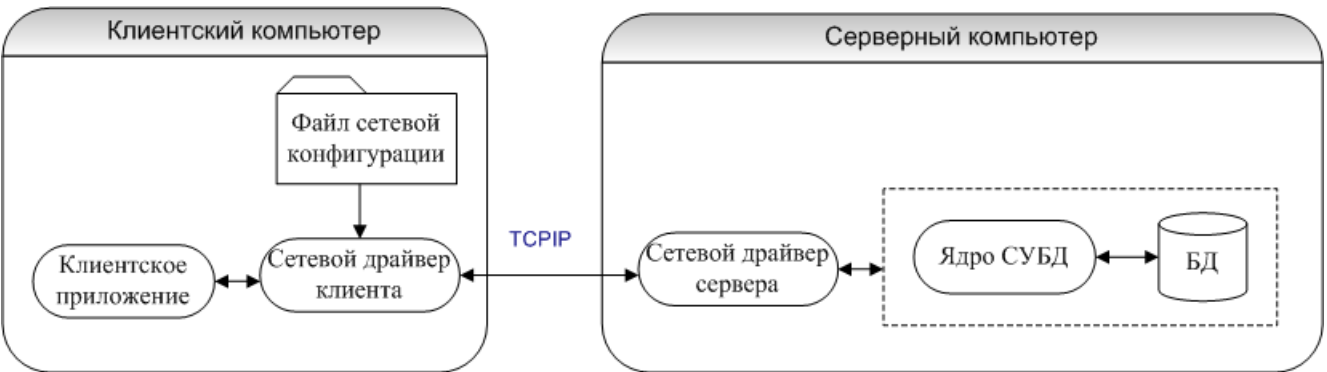 Клиентский компьютер
Серверный компьютер
Файл сетевой
конфигурации
TCPIP
Клиентское
приложение
Сетевой драйвер
клиента
Сетевой драйвер
сервера
Ядро СУБД
БД